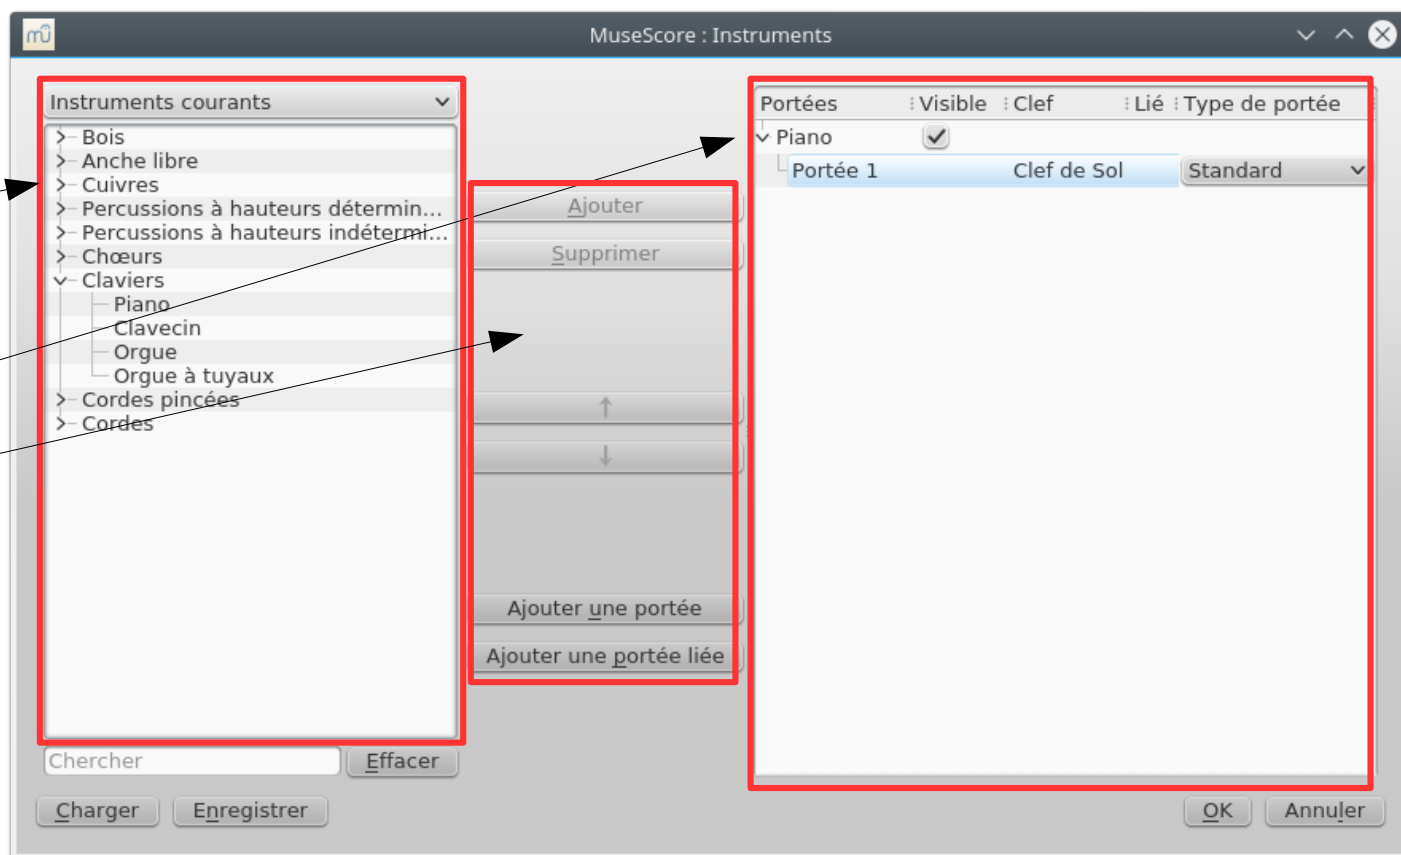 mū
MuseScore : Instruments
Instruments courants
Bois
Anche libre
Cuivres
Percussions à hauteurs détermin...
Percussions à hauteurs indétermi...
Chœurs
Claviers
Piano
Clavecin
Orgue
Orgue à tuyaux
Cordes pincées
Cordes
Chercher
Effacer
Charger
Enregistrer
Ajouter
Supprimer
↑
↓
Ajouter une portée
Ajouter une portée liée
Portées Visible Clef Lié Type de portée
Piano
Portée 1 Clef de Sol Standard
OK
Annuler